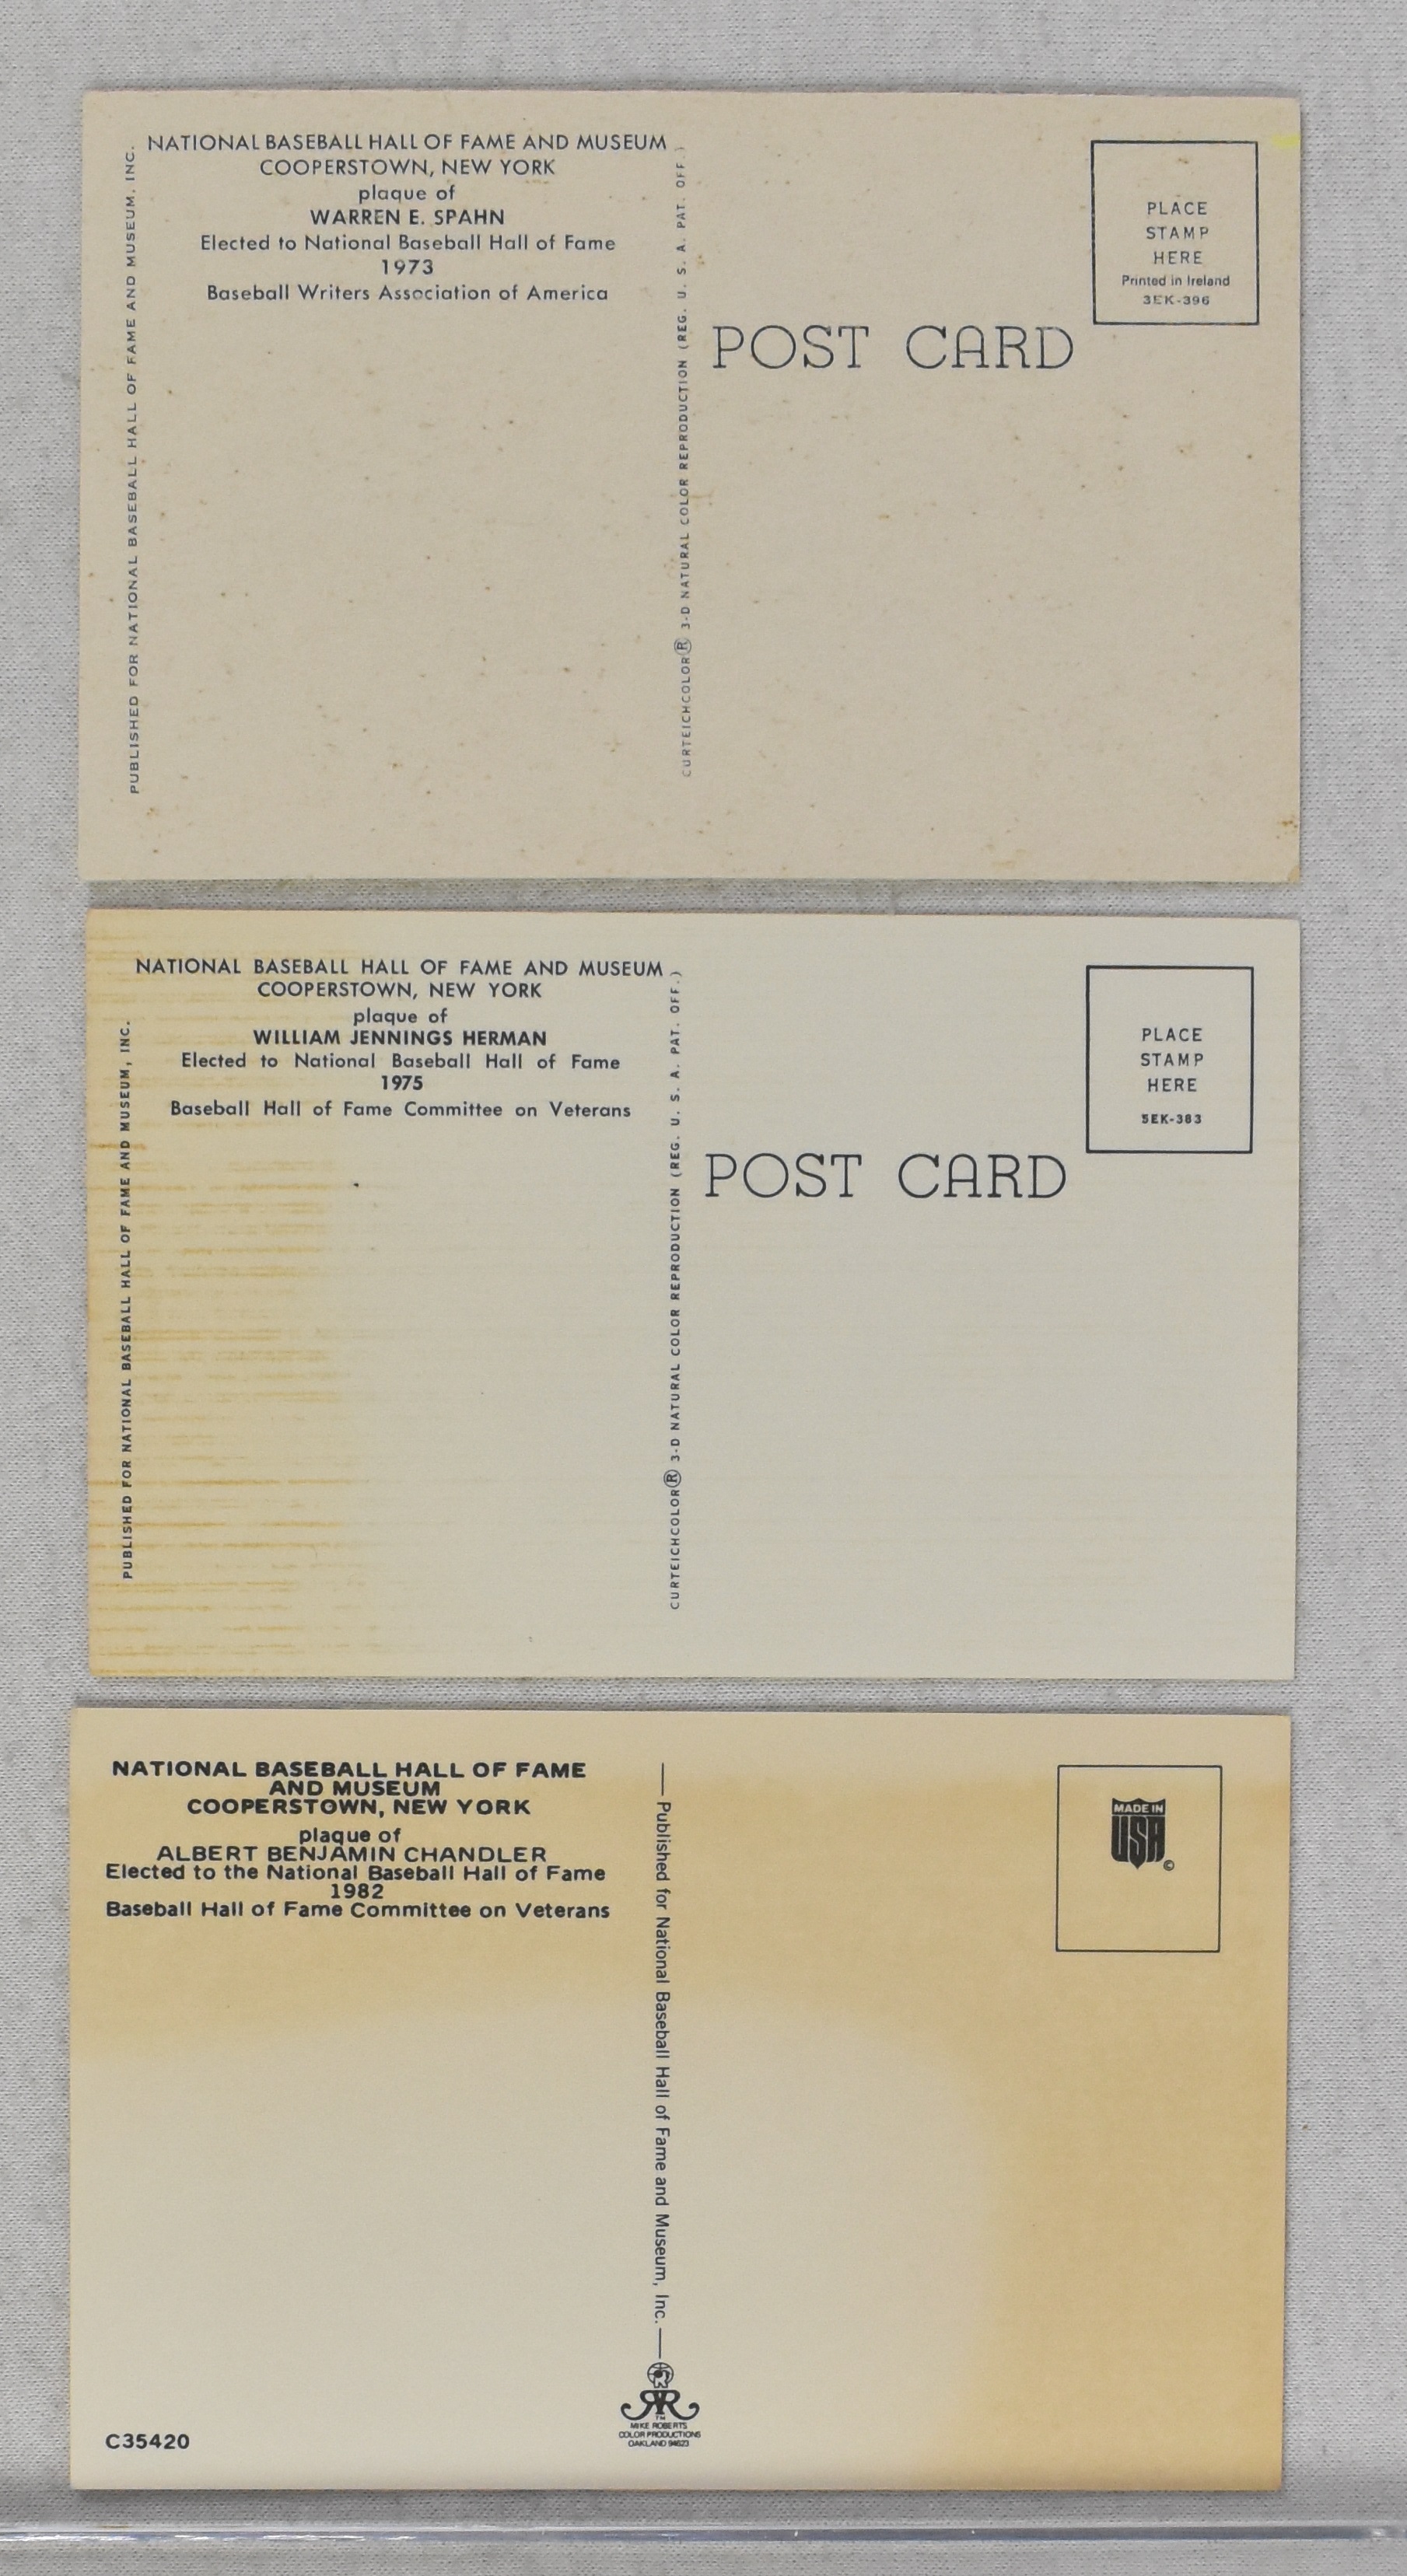 NATIONAL BASEBALL HALL OF FAME AND MUSEUM
COOPERSTOWN, NEW YORK
plaque of
WARREN E. SPAHN
Elected to National Baseball Hall of Fame
1973
Baseball Writers Association of America
PUBLISHED FOR NATIONAL BASEBALL HALL OF FAME AND MUSEUM, INC.
CURTEICHCOLOR® 3-D NATURAL COLOR REPRODUCTION (REG. U. S. A. PAT. OFF.)
POST CARD
PLACE
STAMP
HERE
Printed in Ireland
3EK-396
NATIONAL BASEBALL HALL OF FAME AND MUSEUM
COOPERSTOWN, NEW YORK
plaque of
WILLIAM JENNINGS HERMAN
Elected to National Baseball Hall of Fame
1975
Baseball Hall of Fame Committee on Veterans
PUBLISHED FOR NATIONAL BASEBALL HALL OF FAME AND MUSEUM, INC.
CURTEICHCOLOR® 3-D NATURAL COLOR REPRODUCTION (REG. U. S. A. PAT. OFF.)
POST CARD
PLACE
STAMP
HERE
5EK-383
NATIONAL BASEBALL HALL OF FAME
AND MUSEUM
COOPERSTOWN, NEW YORK
plaque of
ALBERT BENJAMIN CHANDLER
Elected to the National Baseball Hall of Fame
1982
Baseball Hall of Fame Committee on Veterans
Published for National Baseball Hall of Fame and Museum, Inc.
MADE IN
USA
©
C35420
TM
MIKE ROBERTS
COLOR PRODUCTIONS
OAKLAND 94623